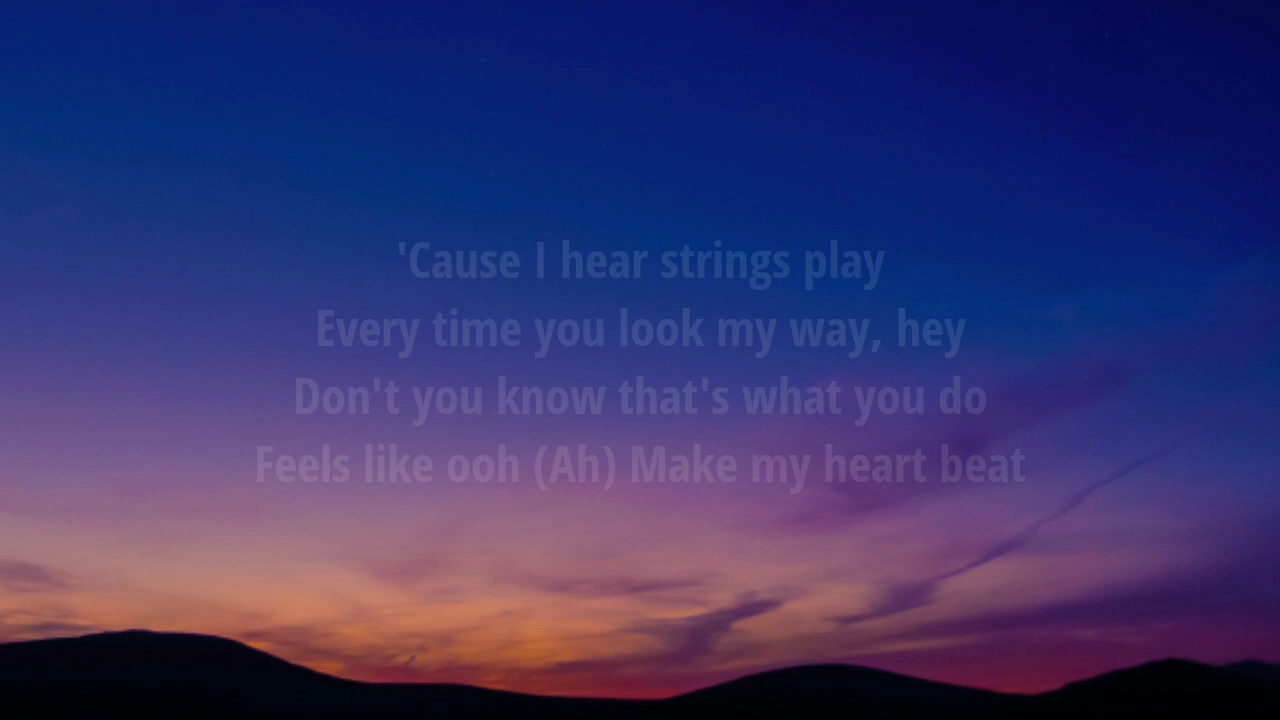 'Cause I hear strings play
Every time you look my way, hey
Don't you know that's what you do
Feels like ooh (Ah) Make my heart beat